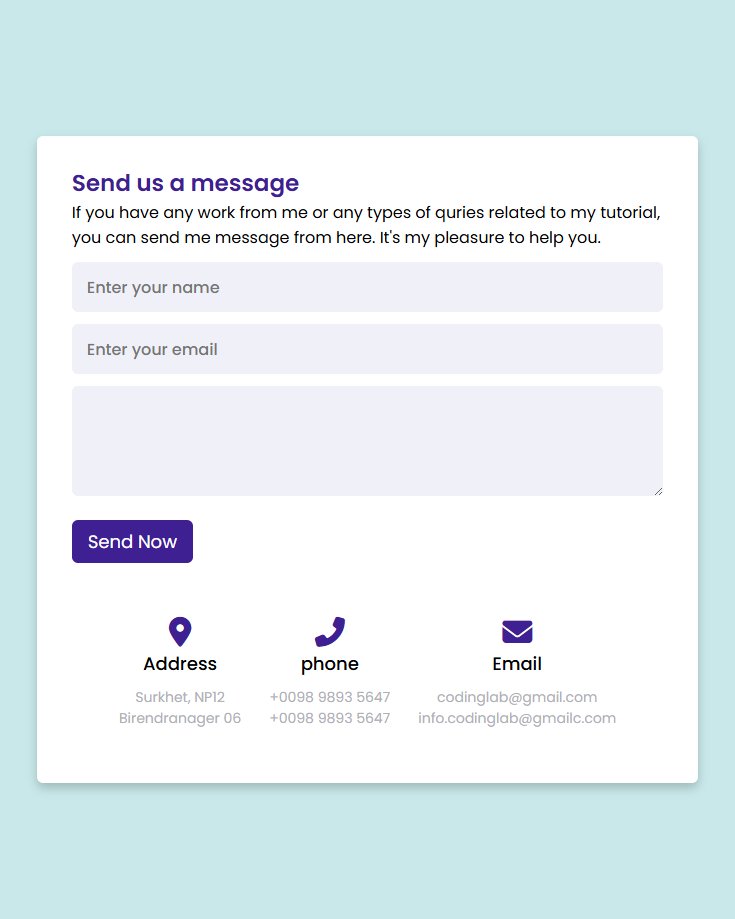 Send us a message
If you have any work from me or any types of quries related to my tutorial,
you can send me message from here. It's my pleasure to help you.
Enter your name
Enter your email
Send Now
Address
Surkhet, NP12
Birendranager 06
phone
+0098 9893 5647
+0098 9893 5647
Email
codinglab@gmail.com
info.codinglab@gmailc.com